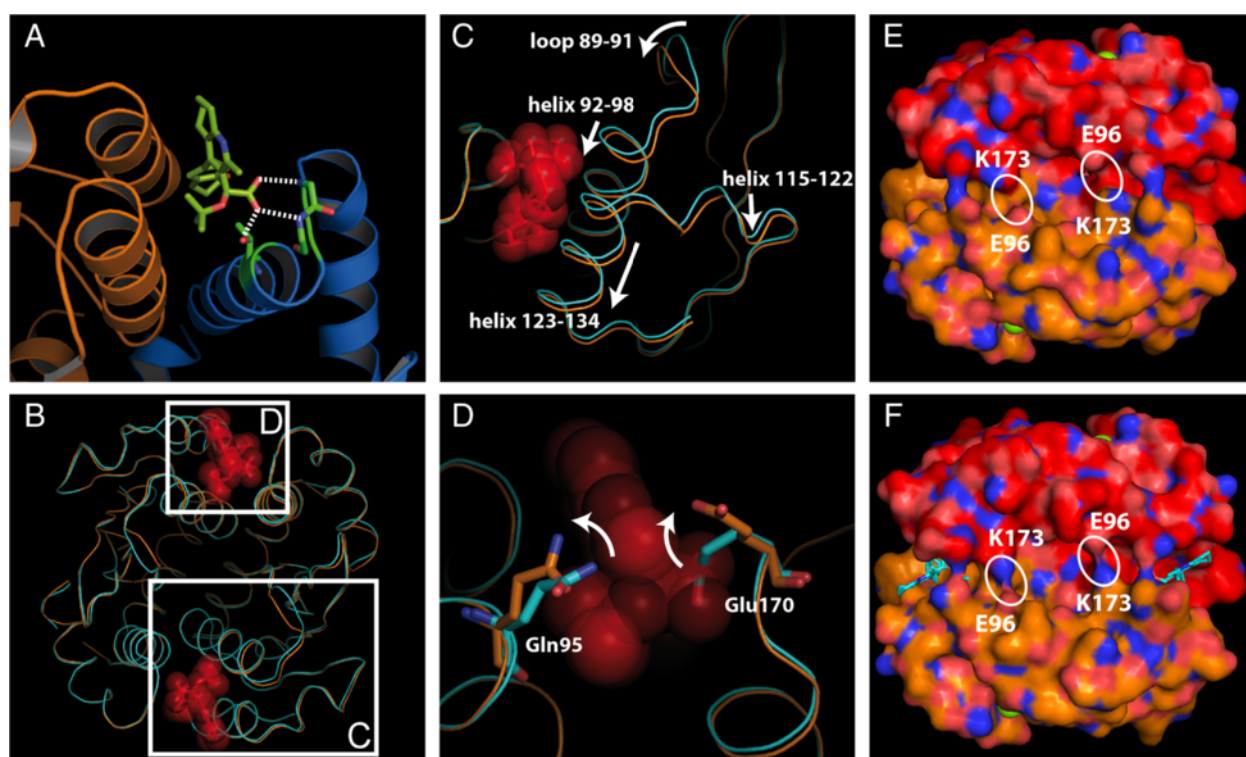 A
C
loop 89-91
helix 92-98
helix 115-122
helix 123-134
E
E96
K173
K173
E96
B
D
C
D
Gln95
Glu170
F
E96
K173
K173
E96